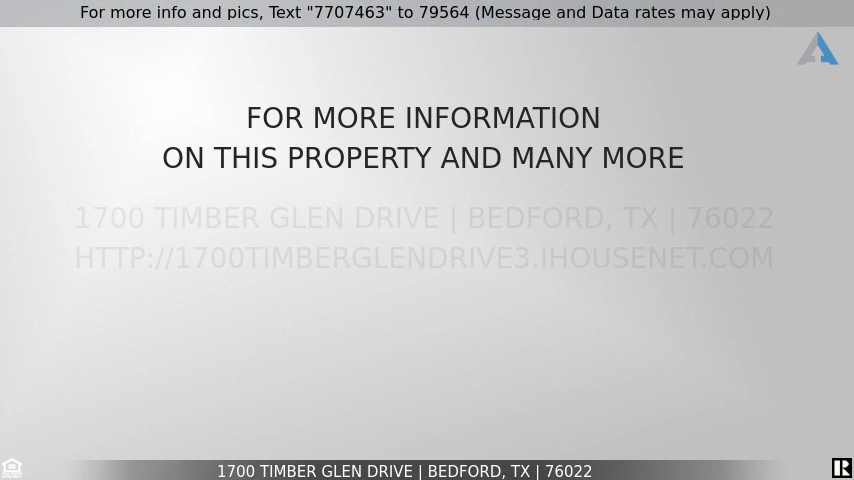 For more info and pics, Text "7707463" to 79564 (Message and Data rates may apply)
FOR MORE INFORMATION
ON THIS PROPERTY AND MANY MORE
1700 TIMBER GLEN DRIVE | BEDFORD, TX | 76022
HTTP://1700TIMBERGLENDRIVE3.IHOUSENET.COM
1700 TIMBER GLEN DRIVE | BEDFORD, TX | 76022